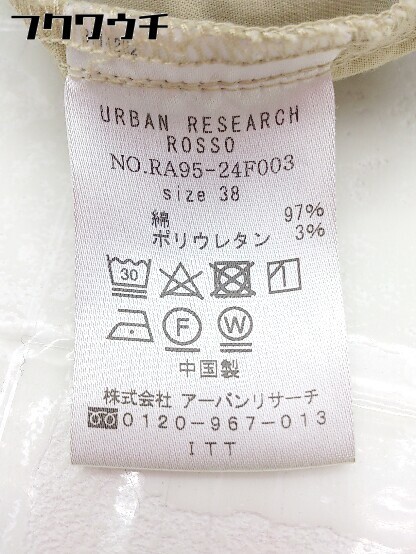 フクワウチ
URBAN RESEARCH
ROSSO
NO.RA95-24F003
size 38
綿 97%
ポリウレタン 3%
30
F W
中国製
株式会社 アーバンリサーチ
0120-967-013
ITT